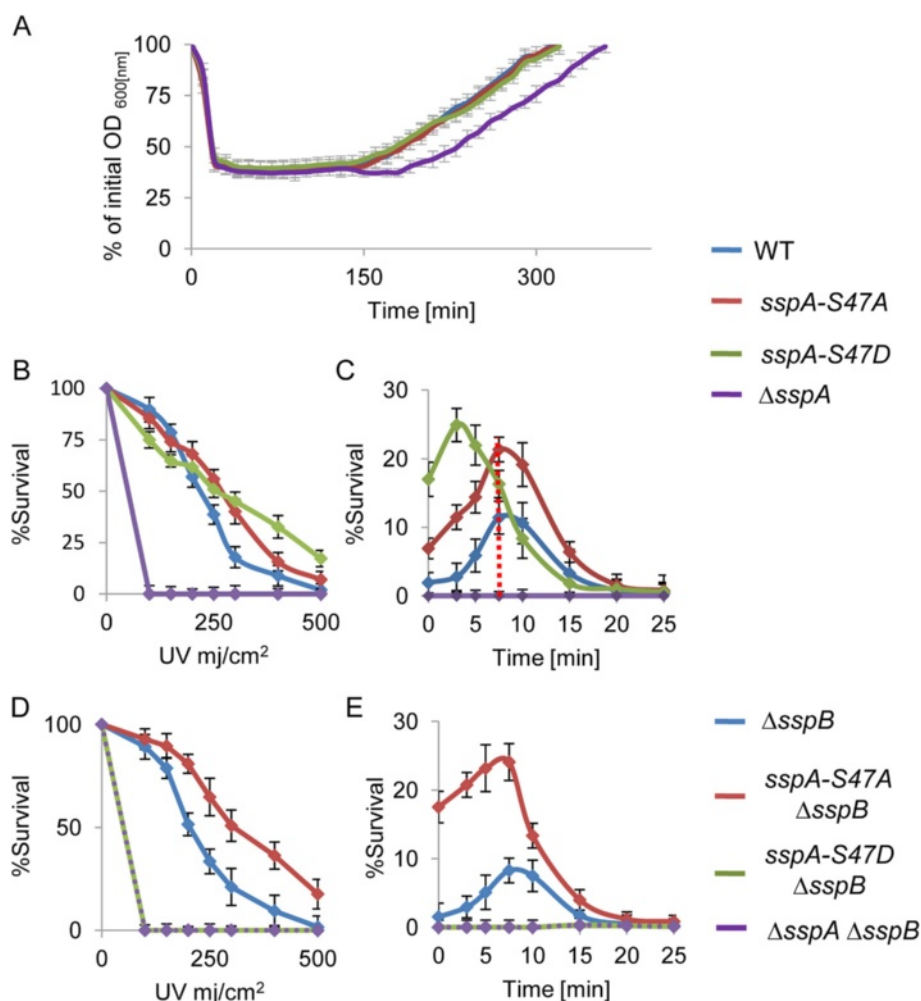 A
% of initial OD 600[nm]
100
75
50
25
0
0 150 300
Time [min]
WT
sspA-S47A
sspA-S47D
ΔsspA
B
%Survival
100
75
50
25
0
0 250 500
UV mj/cm²
C
%Survival
30
20
10
0
0 5 10 15 20 25
Time [min]
D
%Survival
100
50
0
0 250 500
UV mj/cm²
E
%Survival
30
20
10
0
0 5 10 15 20 25
Time [min]
ΔsspB
sspA-S47A
ΔsspB
sspA-S47D
ΔsspB
ΔsspA ΔsspB